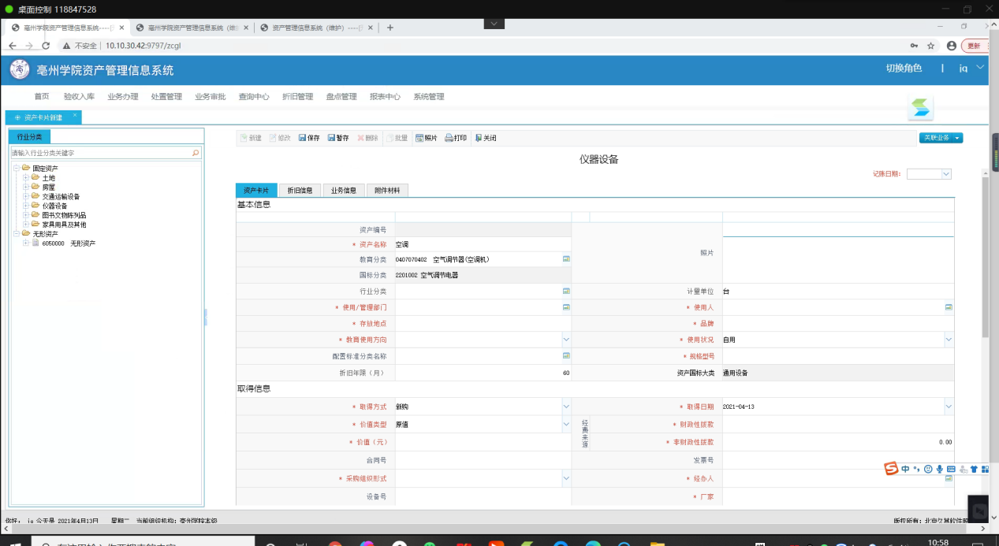 桌面控制 118847528
亳州学院资产管理信息系统----[ × 亳州学院资产管理信息系统（维护 × 资产管理信息系统（维护）----[ × +
不安全 | 10.10.30.42:9797/zcgl 更新
亳州学院资产管理信息系统 切换角色 | jq
首页 验收入库 业务办理 处置管理 业务审批 查询中心 折旧管理 盘点管理 报表中心 系统管理
资产卡片新建 ×
行业分类
请输入行业分类关键字
固定资产
土地
房屋
交通运输设备
仪器设备
图书文物陈列品
家具用具及其他
无形资产
6050000 无形资产
新建 修改 保存 暂存 删除 批量 照片 打印 关闭 关联业务
仪器设备
记账日期：
资产卡片 折旧信息 业务信息 附件材料
基本信息
资产编号
* 资产名称 空调 照片
教育分类 0407070402 空气调节器(空调机)
国标分类 2201002 空气调节电器
行业分类 计量单位 台
* 使用/管理部门 * 使用人
* 存放地点 * 品牌
* 教育使用方向 * 使用状况 自用
配置标准分类名称 * 规格型号
折旧年限（月） 60 资产国标大类 通用设备
取得信息
* 取得方式 新购 * 取得日期 2021-04-13
* 价值类型 原值 经费来源 * 财政性拨款
* 价值（元） * 非财政性拨款 0.00
合同号 发票号
中
* 采购组织形式 * 经办人
设备号 * 厂家
你好， jq 今天是 2021年4月13日 星期二 当前组织机构：亳州学院本级 版权所有：北京久其软件股
在这里输入你要搜索的内容 10:58